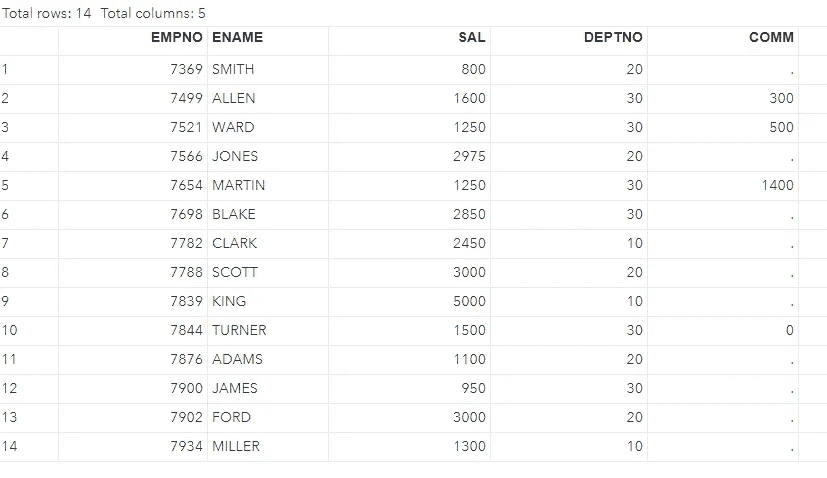 Total rows: 14 Total columns: 5
EMPNO ENAME SAL DEPTNO COMM
1 7369 SMITH 800 20 .
2 7499 ALLEN 1600 30 300
3 7521 WARD 1250 30 500
4 7566 JONES 2975 20 .
5 7654 MARTIN 1250 30 1400
6 7698 BLAKE 2850 30 .
7 7782 CLARK 2450 10 .
8 7788 SCOTT 3000 20 .
9 7839 KING 5000 10 .
10 7844 TURNER 1500 30 0
11 7876 ADAMS 1100 20 .
12 7900 JAMES 950 30 .
13 7902 FORD 3000 20 .
14 7934 MILLER 1300 10 .